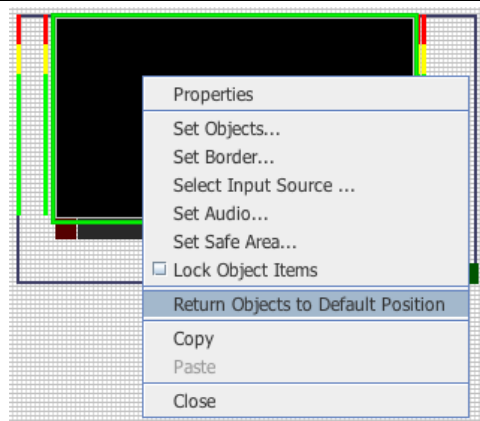 Properties
Set Objects...
Set Border...
Select Input Source ...
Set Audio...
Set Safe Area...
Lock Object Items
Return Objects to Default Position
Copy
Paste
Close